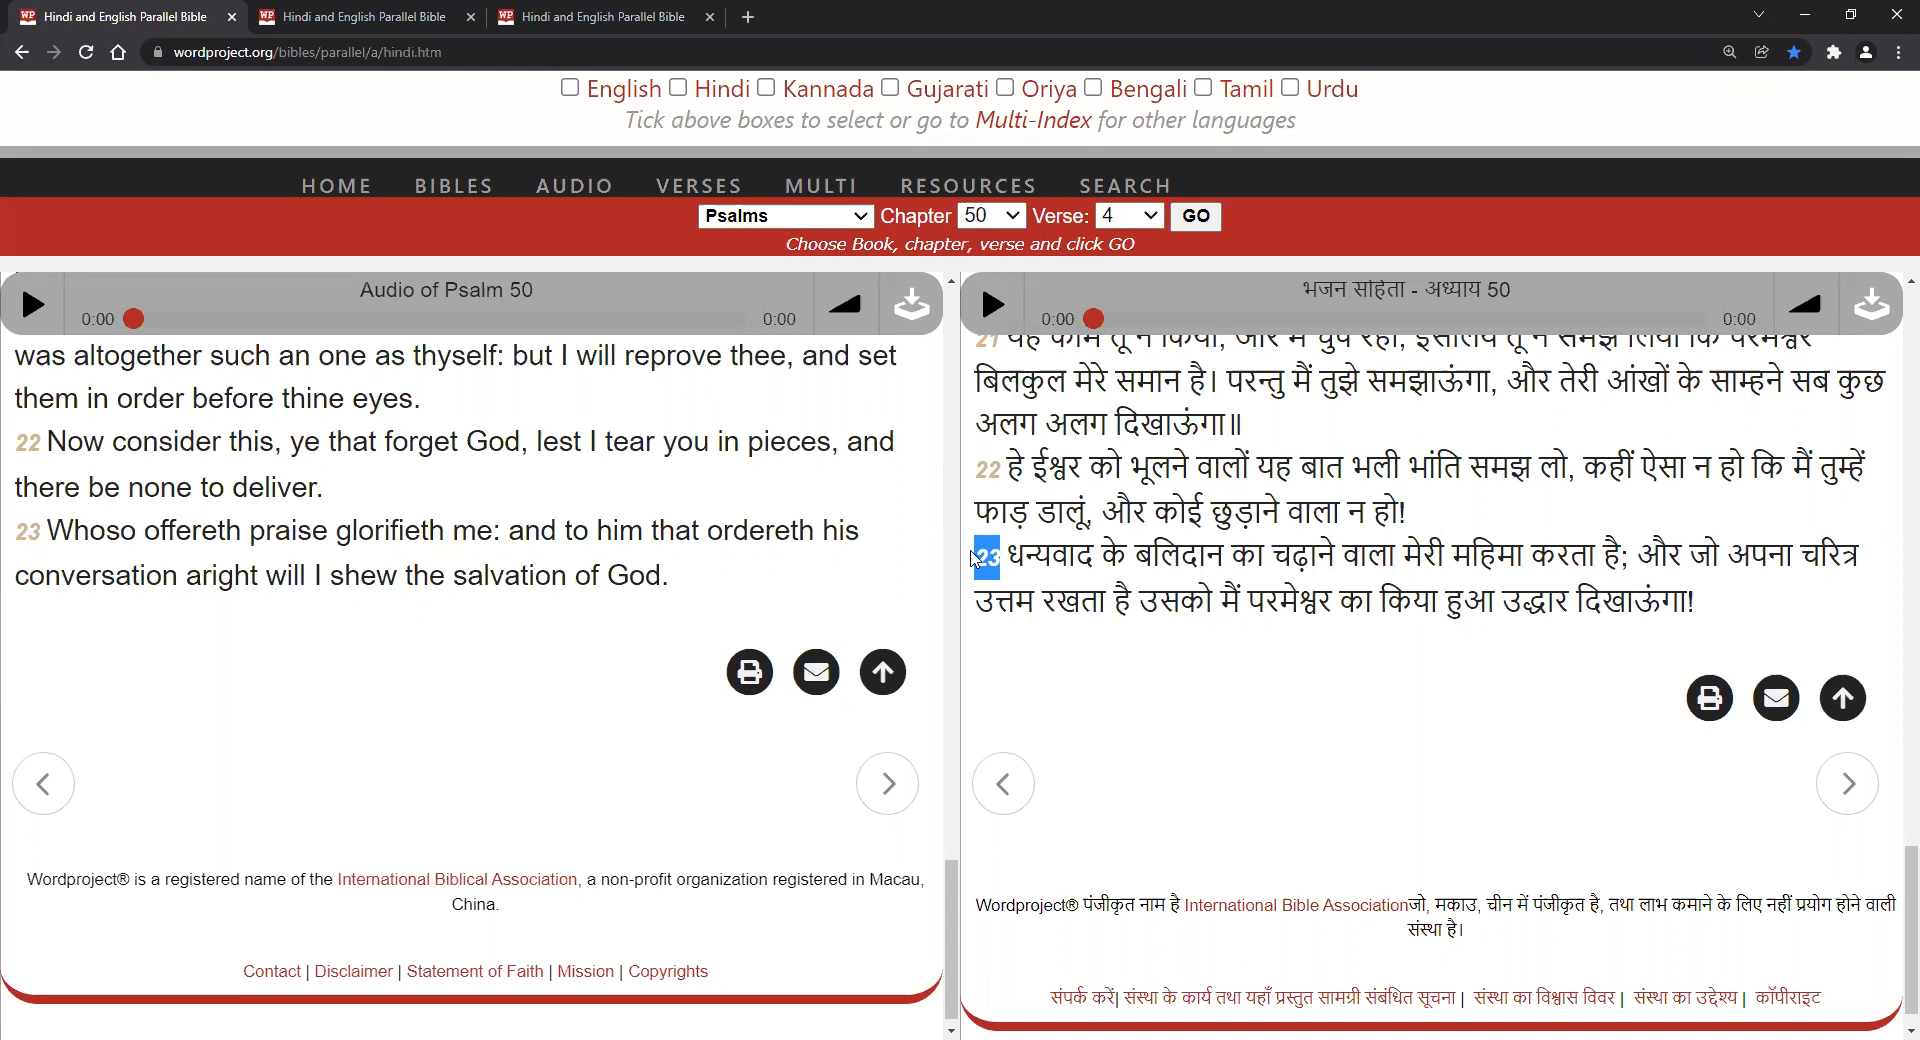 Hindi and English Parallel Bible
Hindi and English Parallel Bible
Hindi and English Parallel Bible
wordproject.org/bibles/parallel/a/hindi.htm
English Hindi Kannada Gujarati Oriya Bengali Tamil Urdu
Tick above boxes to select or go to Multi-Index for other languages
HOME BIBLES AUDIO VERSES MULTI RESOURCES SEARCH
Psalms Chapter 50 Verse: 4 GO
Choose Book, chapter, verse and click GO
Audio of Psalm 50
0:00 0:00
was altogether such an one as thyself: but I will reprove thee, and set
them in order before thine eyes.
22 Now consider this, ye that forget God, lest I tear you in pieces, and
there be none to deliver.
23 Whoso offereth praise glorifieth me: and to him that ordereth his
conversation aright will I shew the salvation of God.
Wordproject® is a registered name of the International Biblical Association, a non-profit organization registered in Macau,
China.
Contact | Disclaimer | Statement of Faith | Mission | Copyrights
भजन संहिता - अध्याय 50
0:00 0:00
21 यह काम तू ने किया, और मैं चुप रहा; इसलिये तू ने समझ लिया कि परमेश्वर
बिलकुल मेरे समान है। परन्तु मैं तुझे समझाऊंगा, और तेरी आंखों के साम्हने सब कुछ
अलग अलग दिखाऊंगा॥
22 हे ईश्वर को भूलने वालों यह बात भली भांति समझ लो, कहीं ऐसा न हो कि मैं तुम्हें
फाड़ डालूं, और कोई छुड़ाने वाला न हो!
23 धन्यवाद के बलिदान का चढ़ाने वाला मेरी महिमा करता है; और जो अपना चरित्र
उत्तम रखता है उसको मैं परमेश्वर का किया हुआ उद्धार दिखाऊंगा!
Wordproject® पंजीकृत नाम है International Bible Associationजो, मकाउ, चीन में पंजीकृत है, तथा लाभ कमाने के लिए नहीं प्रयोग होने वाली
संस्था है।
संपर्क करें| संस्था के कार्य तथा यहाँ प्रस्तुत सामग्री संबंधित सूचना | संस्था का विश्वास विवर | संस्था का उद्देश्य | कॉपीराइट